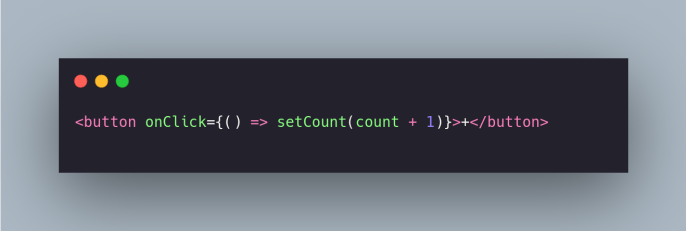 <button onClick={() => setCount(count + 1)}>+</button>